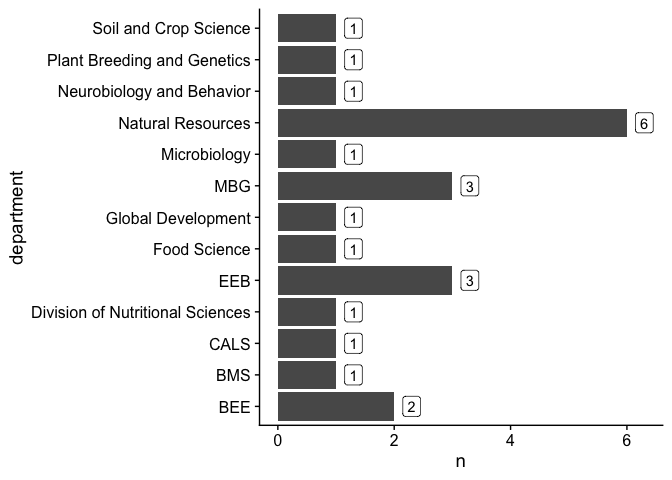 Soil and Crop Science 1
Plant Breeding and Genetics 1
Neurobiology and Behavior 1
Natural Resources 6
Microbiology 1
MBG 3
Global Development 1
Food Science 1
EEB 3
Division of Nutritional Sciences 1
CALS 1
BMS 1
BEE 2
department
0 2 4 6
n